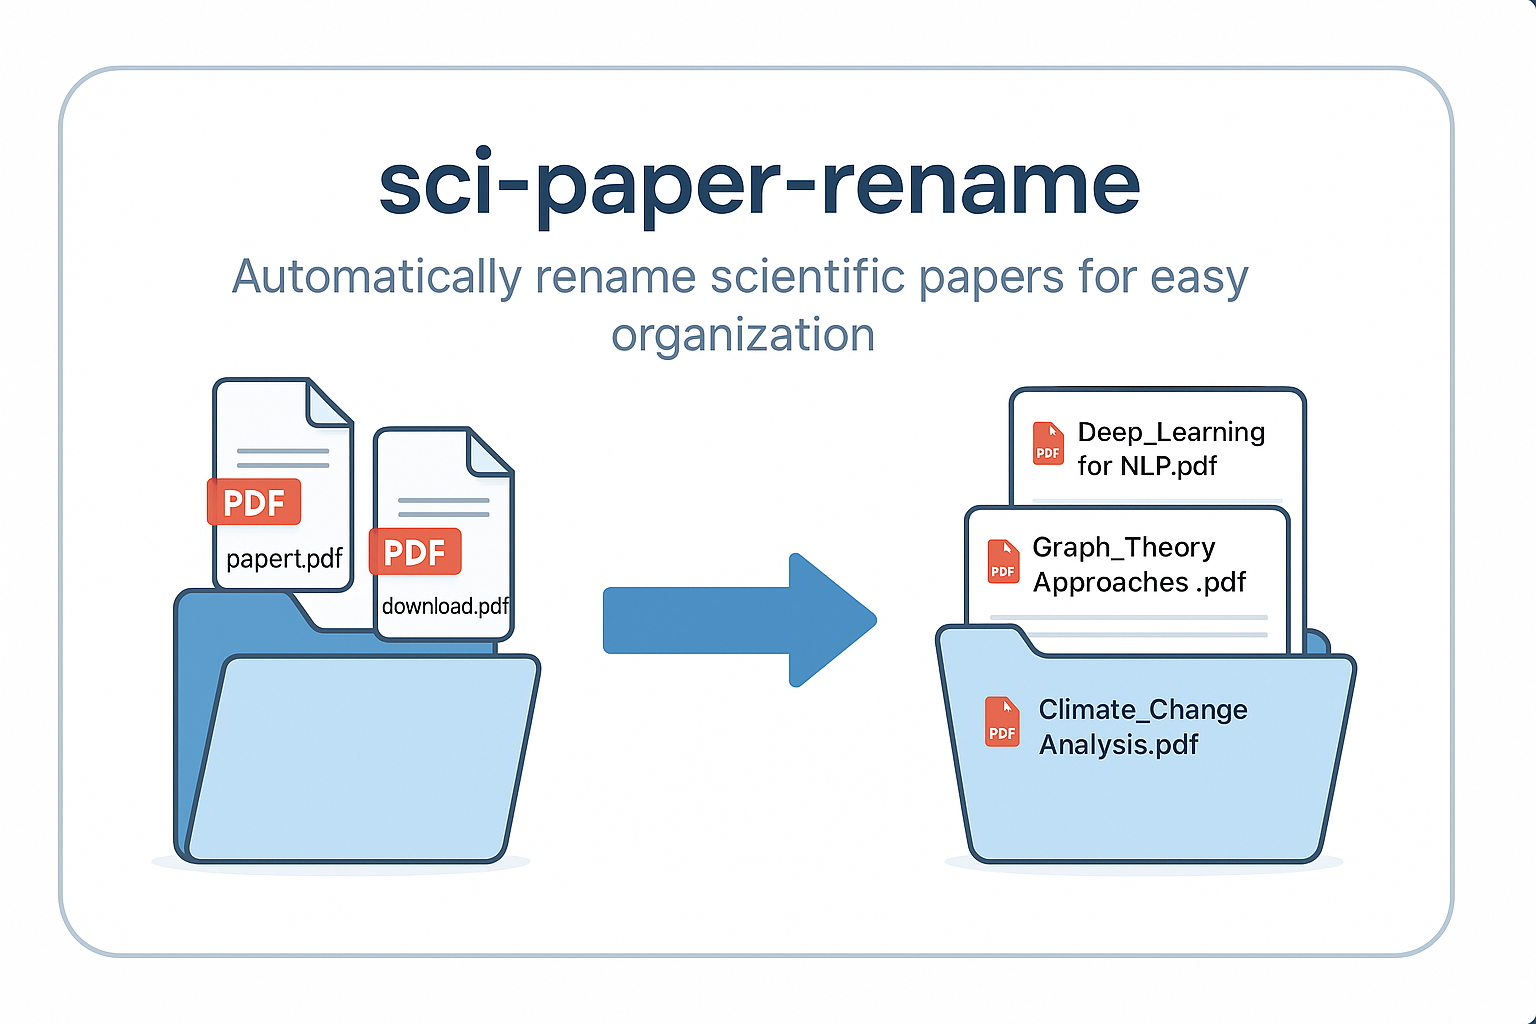 sci-paper-rename
Automatically rename scientific papers for easy
organization
PDF
papert.pdf
PDF
download.pdf
PDF
Deep_Learning
for NLP.pdf
PDF
Graph_Theory
Approaches .pdf
PDF
Climate_Change
Analysis.pdf